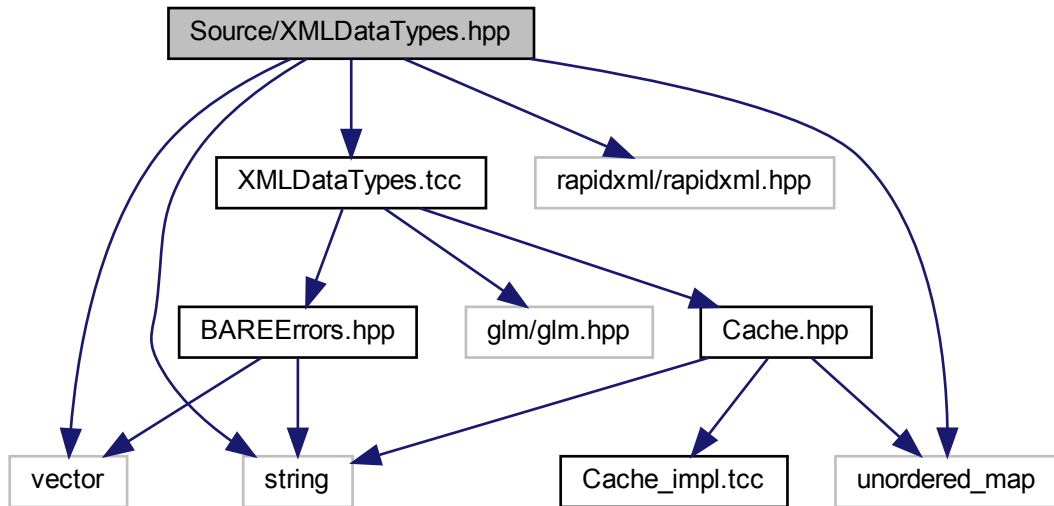 Source/XMLDataTypes.hpp
XMLDataTypes.tcc
rapidxml/rapidxml.hpp
BAREErrors.hpp
glm/glm.hpp
Cache.hpp
vector
string
Cache_impl.tcc
unordered_map